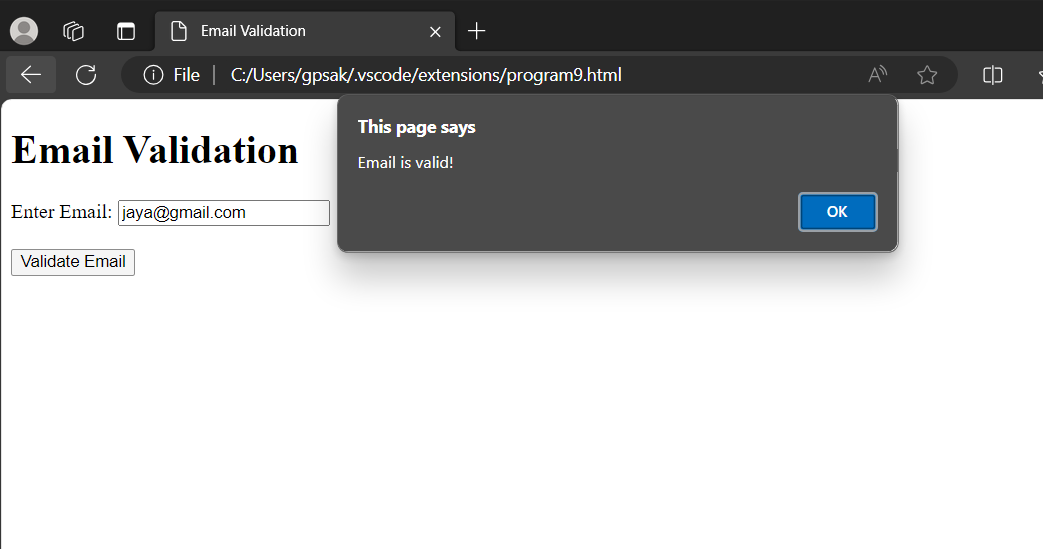 Email Validation
File
C:/Users/gpsak/.vscode/extensions/program9.html
This page says
Email is valid!
OK
Email Validation
Enter Email: jaya@gmail.com
Validate Email